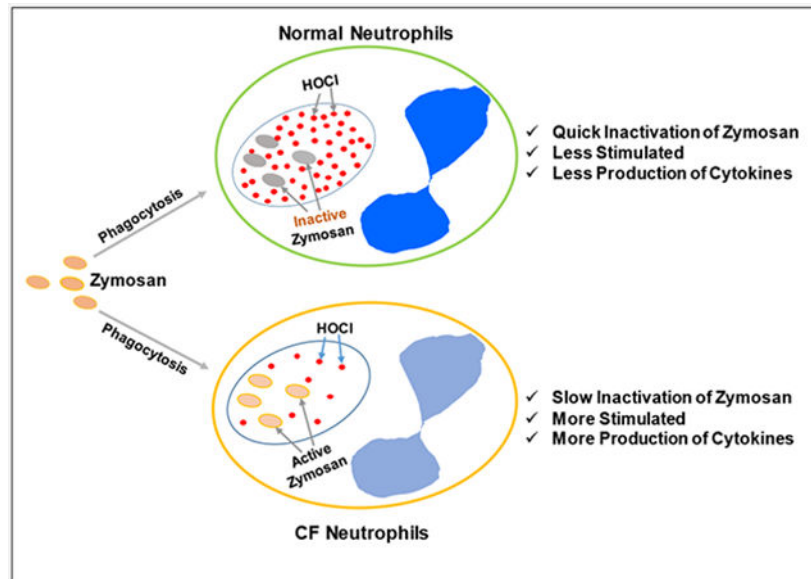 Normal Neutrophils
HOCl
Inactive
Zymosan
✓ Quick Inactivation of Zymosan
✓ Less Stimulated
✓ Less Production of Cytokines
Phagocytosis
Zymosan
Phagocytosis
HOCl
Active
Zymosan
✓ Slow Inactivation of Zymosan
✓ More Stimulated
✓ More Production of Cytokines
CF Neutrophils